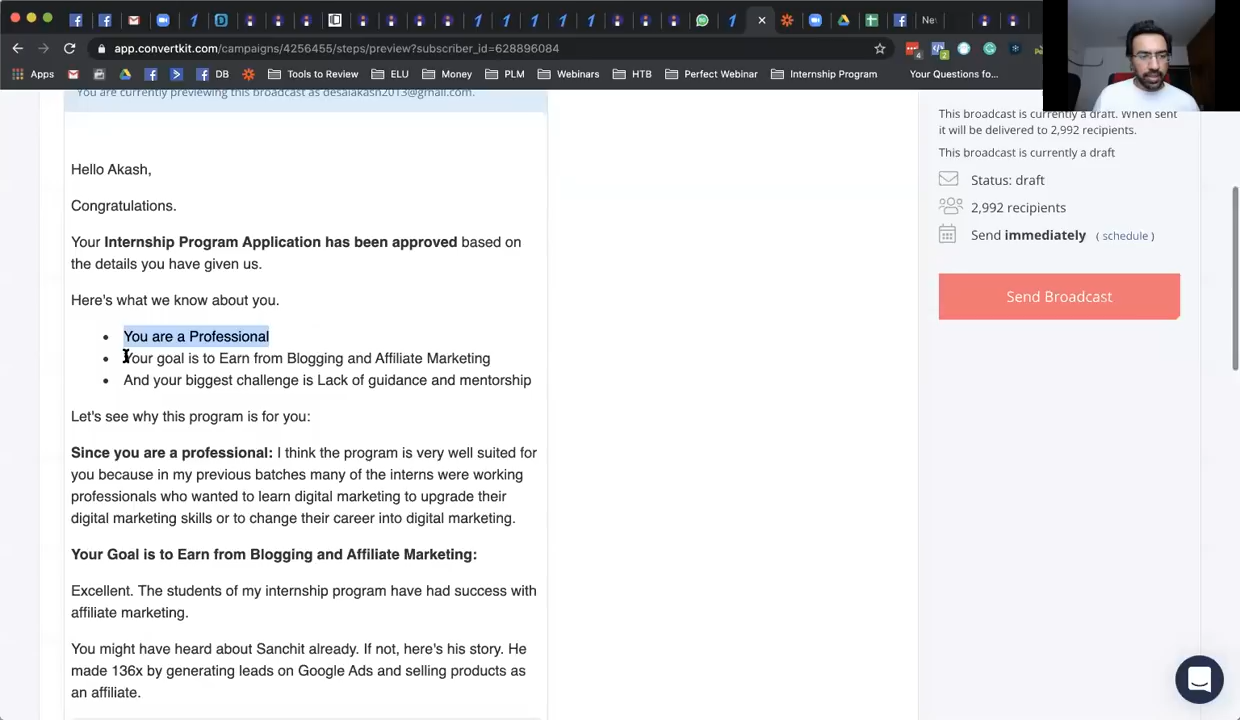 Nev
app.convertkit.com/campaigns/4256455/steps/preview?subscriber_id=628896084
4
2
Apps
DB
Tools to Review
ELU
Money
PLM
Webinars
HTB
Perfect Webinar
Internship Program
Your Questions fo...
You are currently previewing this broadcast as desaiakash2013@gmail.com.
Hello Akash,
Congratulations.
Your Internship Program Application has been approved based on
the details you have given us.
Here's what we know about you.
• You are a Professional
• Your goal is to Earn from Blogging and Affiliate Marketing
• And your biggest challenge is Lack of guidance and mentorship
Let's see why this program is for you:
Since you are a professional: I think the program is very well suited for
you because in my previous batches many of the interns were working
professionals who wanted to learn digital marketing to upgrade their
digital marketing skills or to change their career into digital marketing.
Your Goal is to Earn from Blogging and Affiliate Marketing:
Excellent. The students of my internship program have had success with
affiliate marketing.
You might have heard about Sanchit already. If not, here's his story. He
made 136x by generating leads on Google Ads and selling products as
an affiliate.
This broadcast is currently a draft. When sent
it will be delivered to 2,992 recipients.
This broadcast is currently a draft
Status: draft
2,992 recipients
Send immediately ( schedule )
Send Broadcast